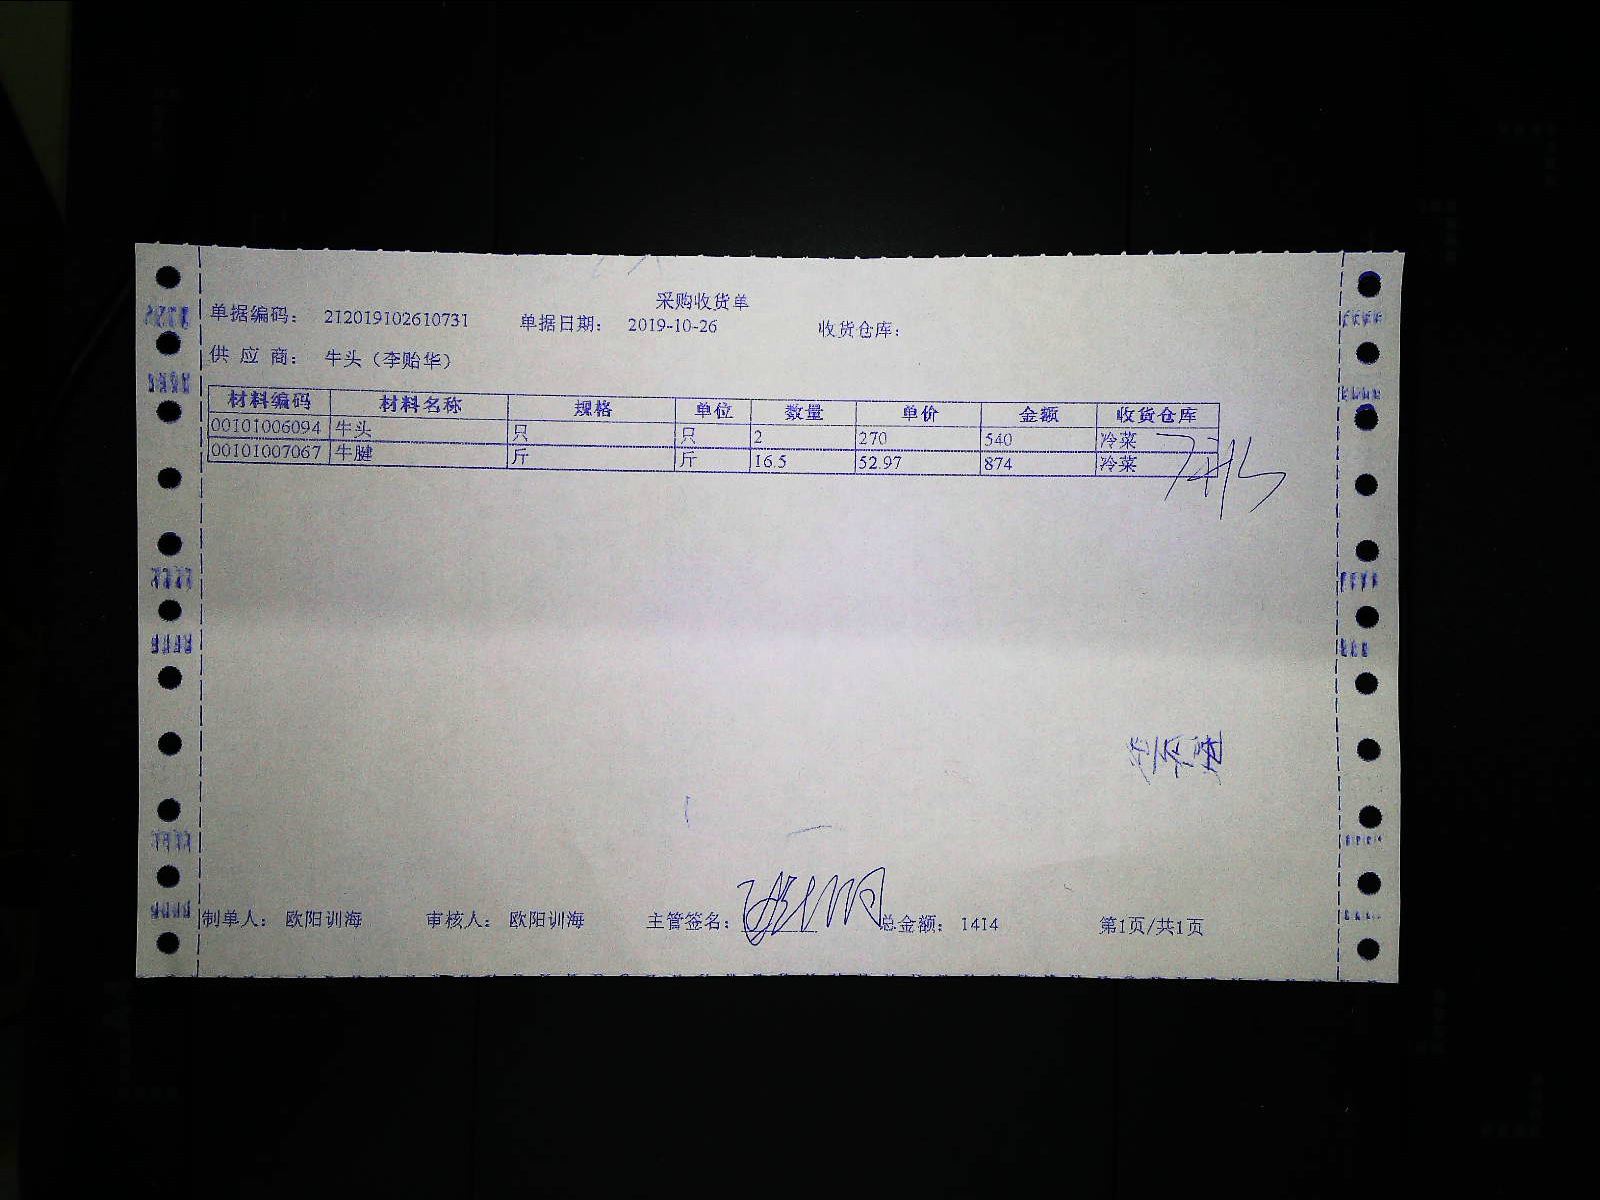 采购收货单
单据编码： 212019102610731 单据日期： 2019-10-26 收货仓库：
供 应 商： 牛头（李贻华）
材料编码 材料名称 规格 单位 数量 单价 金额 收货仓库
00101006094 牛头 只 只 2 270 540 冷菜
00101007067 牛腱 斤 斤 16.5 52.97 874 冷菜
制单人： 欧阳训海 审核人： 欧阳训海 主管签名： 总金额： 1414 第1页/共1页